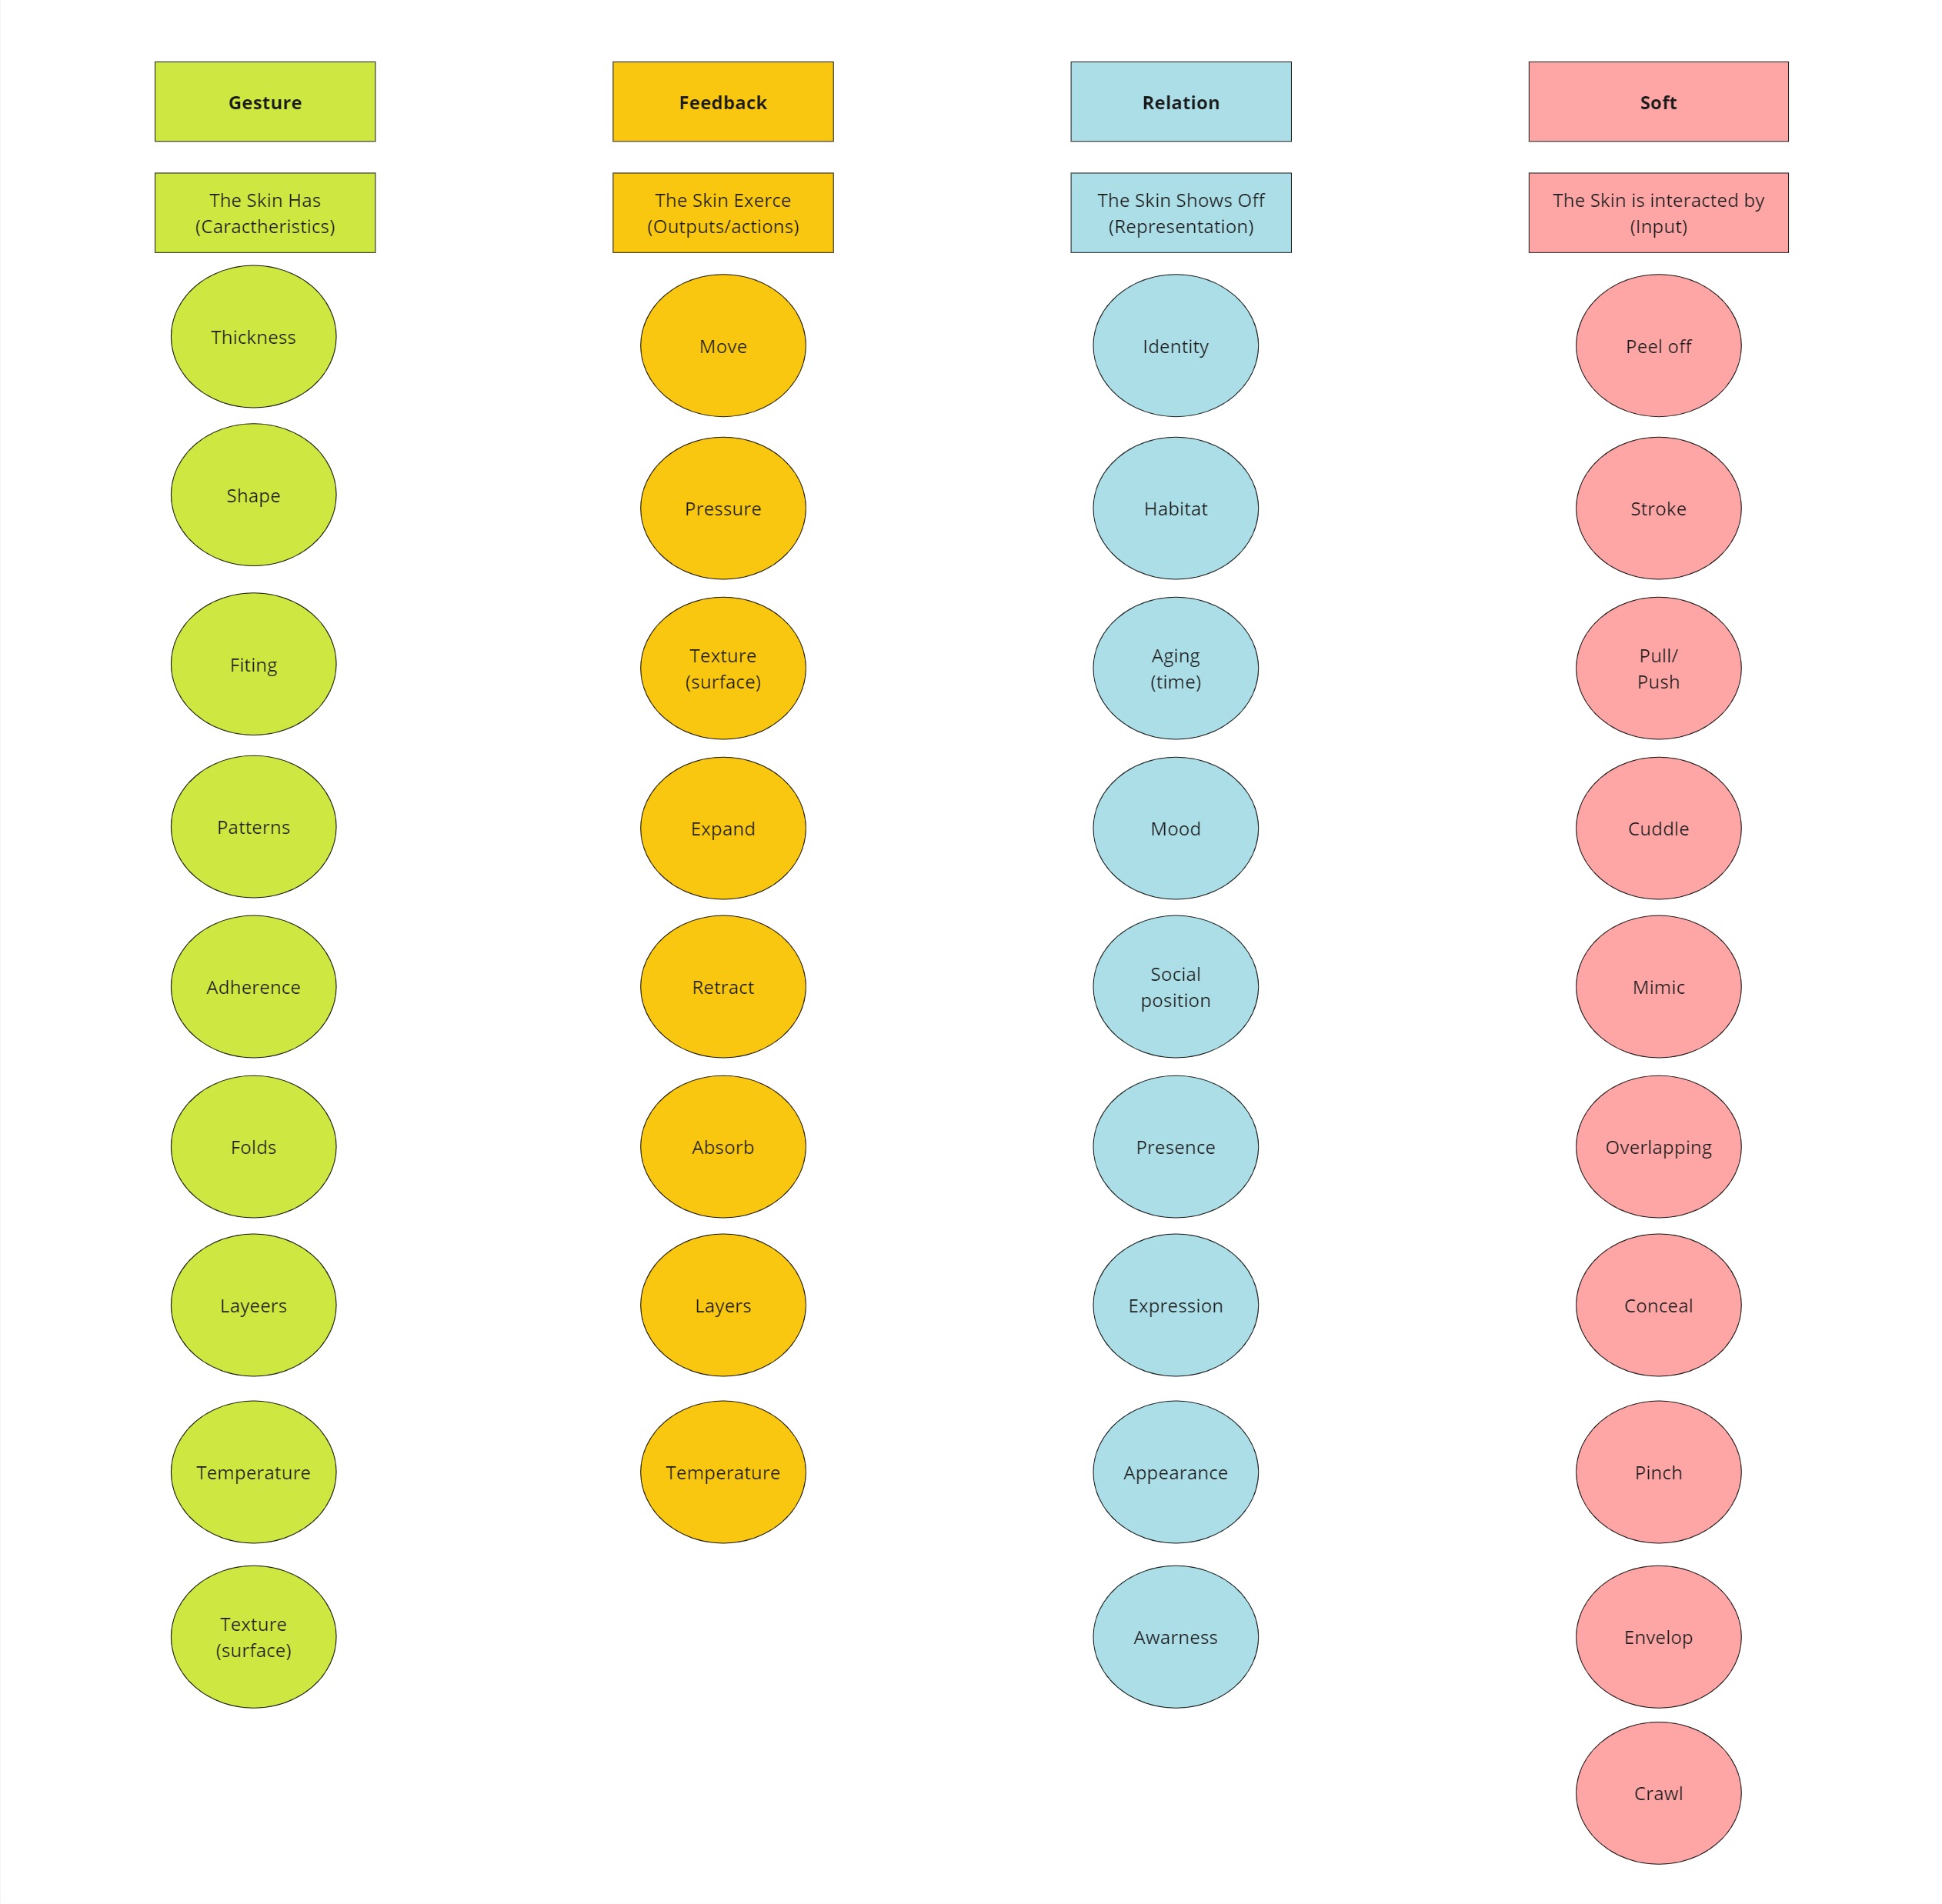 Gesture
The Skin Has
(Caractheristics)
Thickness
Shape
Fiting
Patterns
Adherence
Folds
Layeers
Temperature
Texture
(surface)
Feedback
The Skin Exerce
(Outputs/actions)
Move
Pressure
Texture
(surface)
Expand
Retract
Absorb
Layers
Temperature
Relation
The Skin Shows Off
(Representation)
Identity
Habitat
Aging
(time)
Mood
Social
position
Presence
Expression
Appearance
Awarness
Soft
The Skin is interacted by
(Input)
Peel off
Stroke
Pull/
Push
Cuddle
Mimic
Overlapping
Conceal
Pinch
Envelop
Crawl